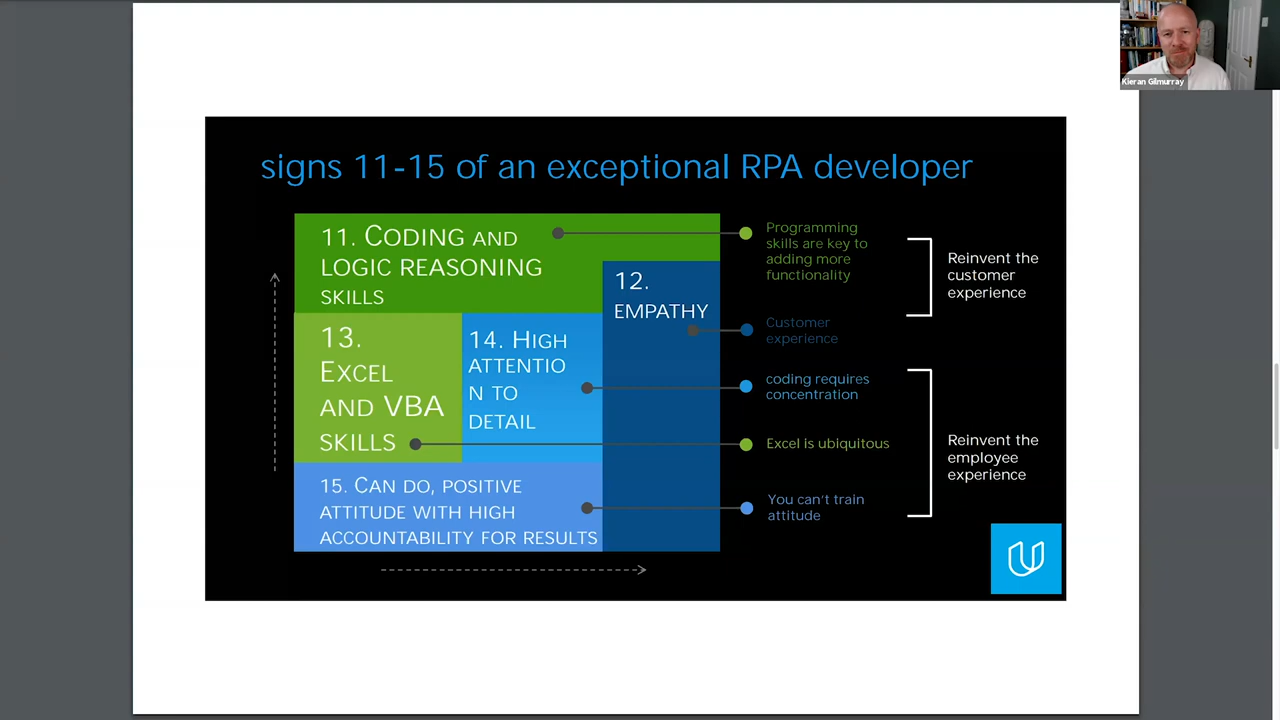 Kieran Gilmurray
signs 11-15 of an exceptional RPA developer
11. CODING AND
LOGIC REASONING
SKILLS
12.
EMPATHY
13.
EXCEL
AND VBA
SKILLS
14. HIGH
ATTENTIO
N TO
DETAIL
15. CAN DO, POSITIVE
ATTITUDE WITH HIGH
ACCOUNTABILITY FOR RESULTS
Programming
skills are key to
adding more
functionality
Customer
experience
coding requires
concentration
Excel is ubiquitous
You can't train
attitude
Reinvent the
customer
experience
Reinvent the
employee
experience